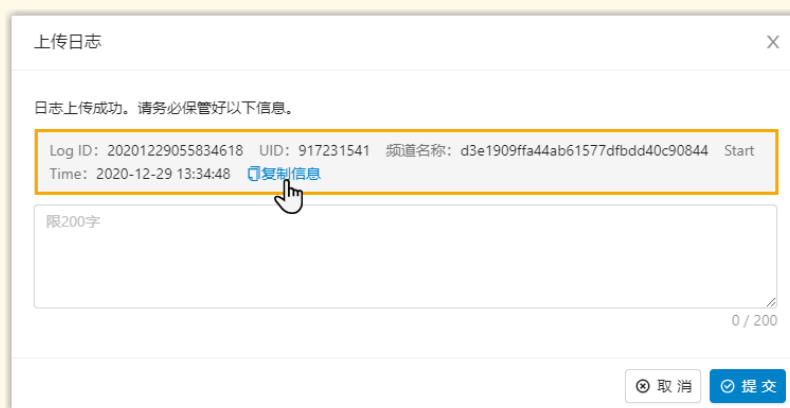 上传日志
X
日志上传成功。请务必保管好以下信息。
Log ID：20201229055834618 UID：917231541 频道名称：d3e1909ffa44ab61577dfbdd40c90844 Start
Time：2020-12-29 13:34:48 复制信息
限200字
0 / 200
取 消 提 交